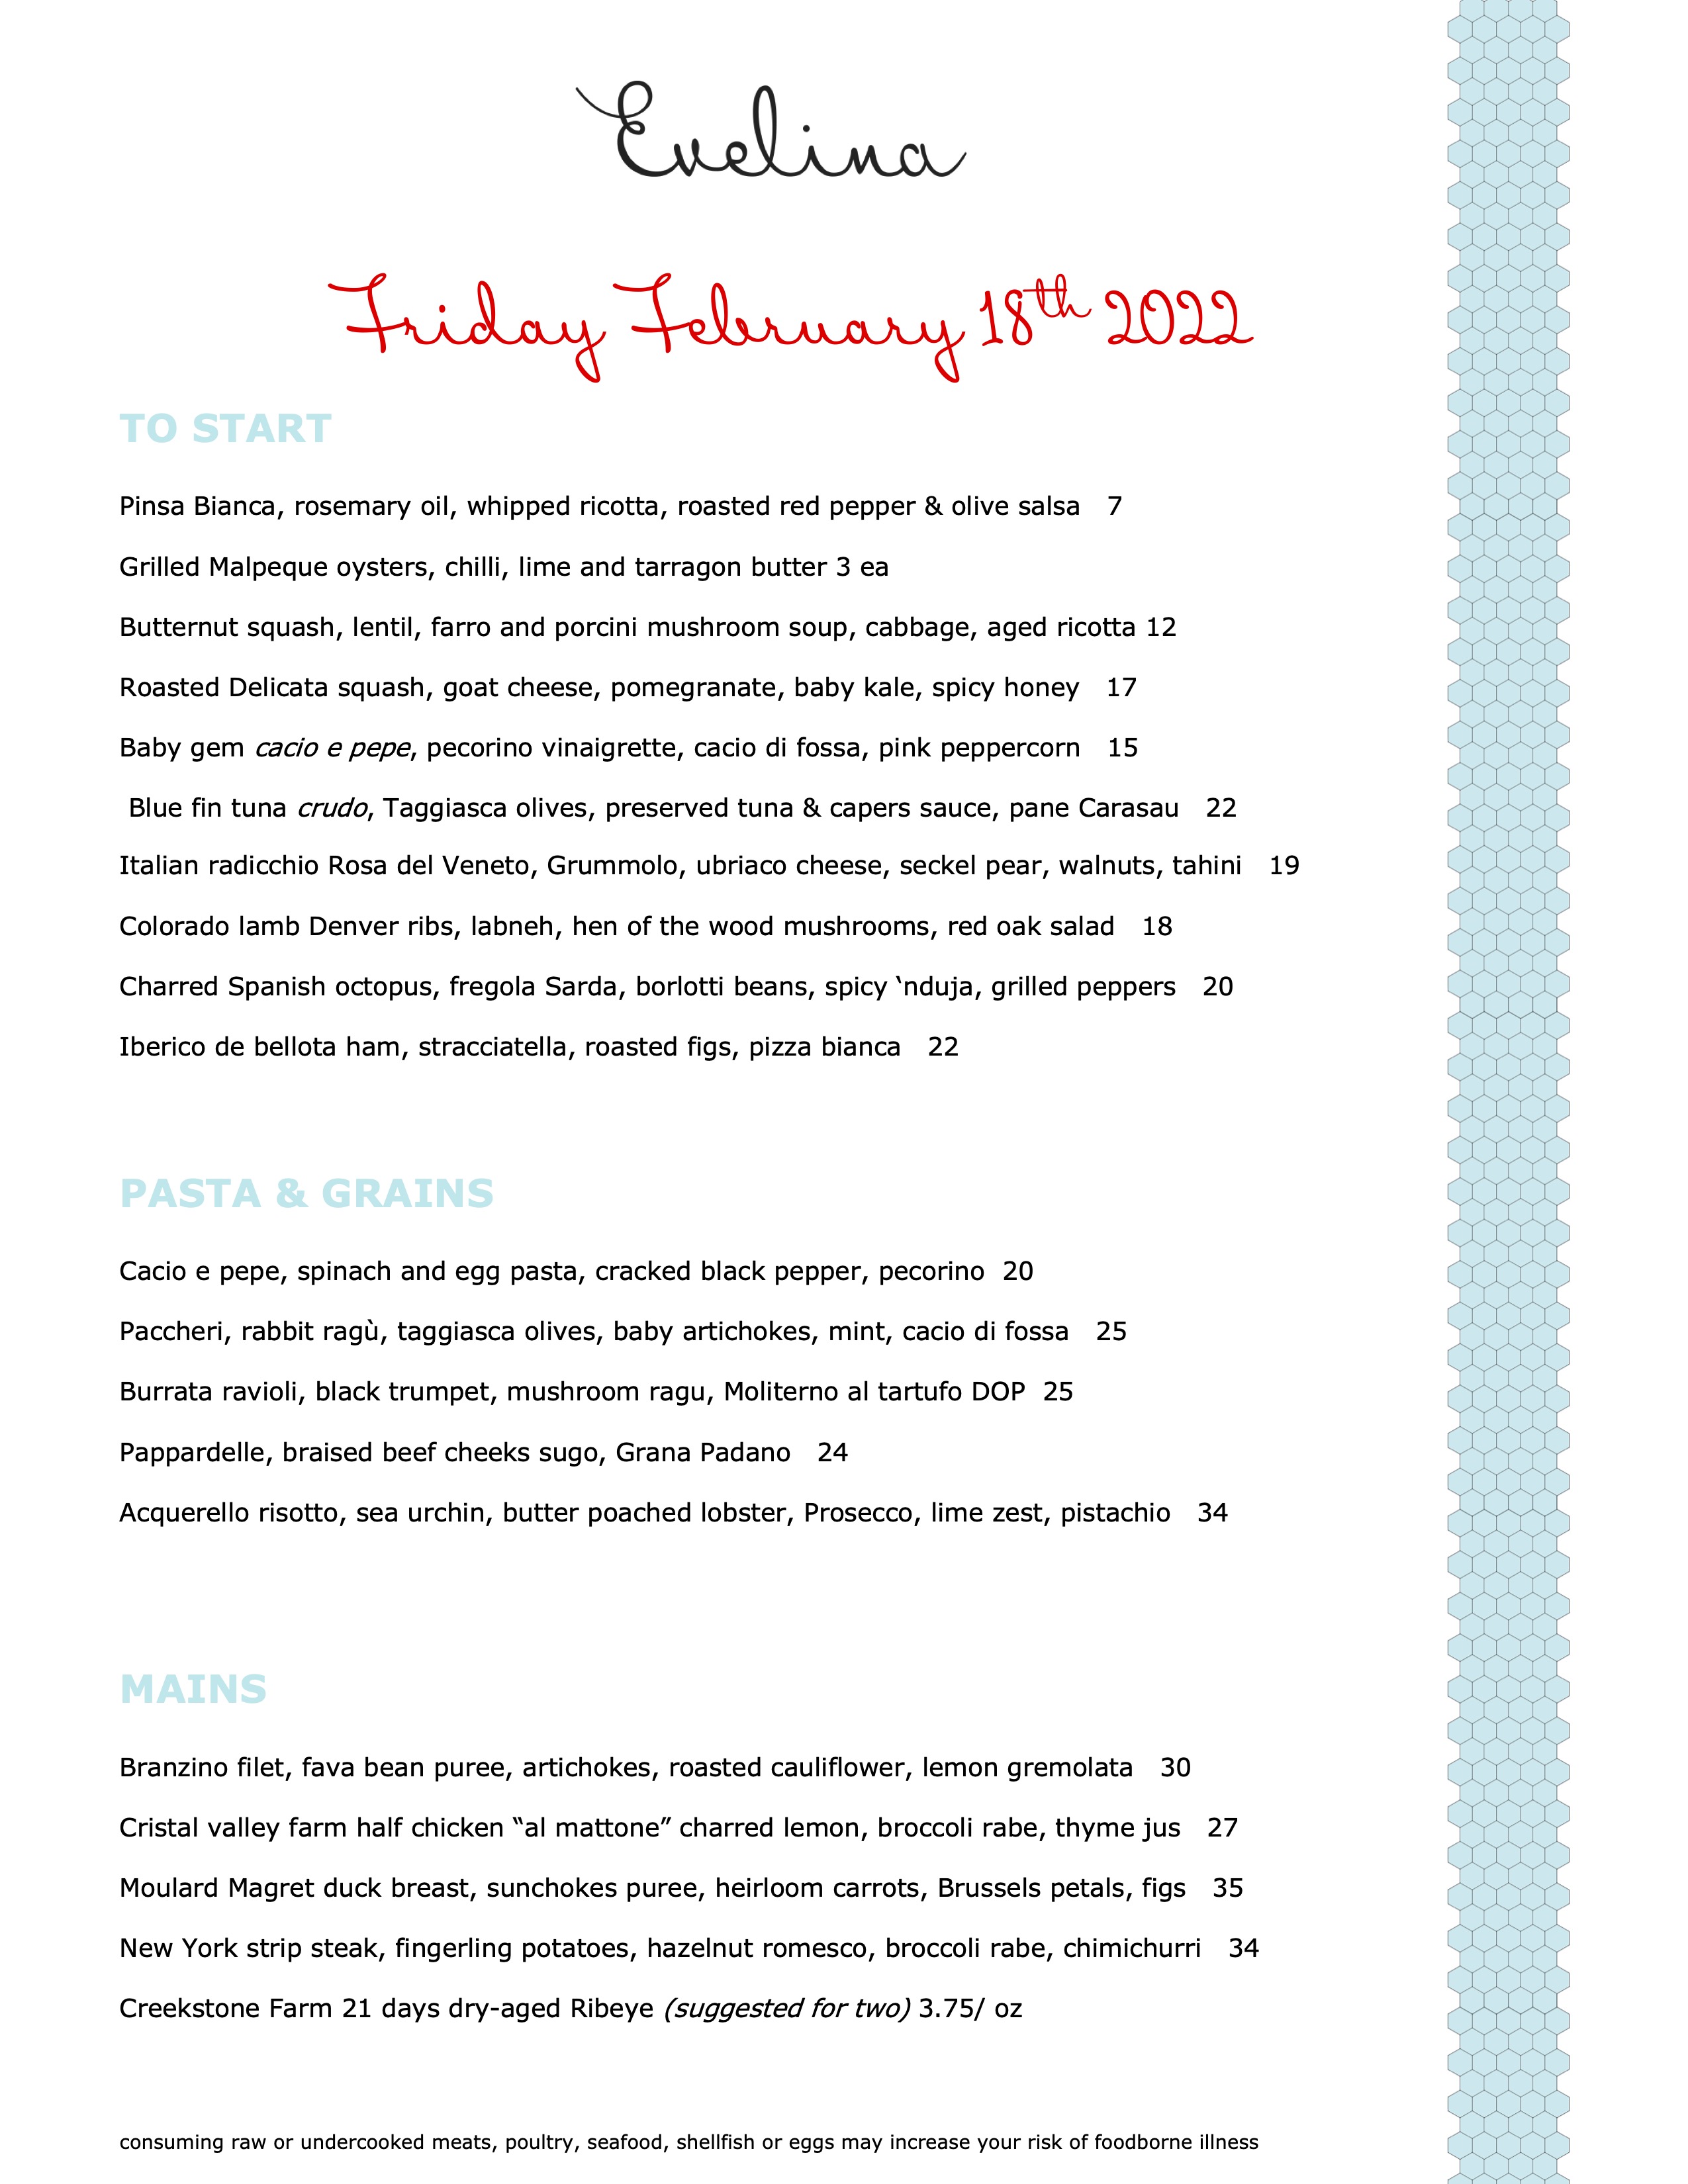 Evelina
Friday February 18th 2022
TO START
Pinsa Bianca, rosemary oil, whipped ricotta, roasted red pepper & olive salsa 7
Grilled Malpeque oysters, chilli, lime and tarragon butter 3 ea
Butternut squash, lentil, farro and porcini mushroom soup, cabbage, aged ricotta 12
Roasted Delicata squash, goat cheese, pomegranate, baby kale, spicy honey 17
Baby gem cacio e pepe, pecorino vinaigrette, cacio di fossa, pink peppercorn 15
Blue fin tuna crudo, Taggiasca olives, preserved tuna & capers sauce, pane Carasau 22
Italian radicchio Rosa del Veneto, Grummolo, ubriaco cheese, seckel pear, walnuts, tahini 19
Colorado lamb Denver ribs, labneh, hen of the wood mushrooms, red oak salad 18
Charred Spanish octopus, fregola Sarda, borlotti beans, spicy ‘nduja, grilled peppers 20
Iberico de bellota ham, stracciatella, roasted figs, pizza bianca 22
PASTA & GRAINS
Cacio e pepe, spinach and egg pasta, cracked black pepper, pecorino 20
Paccheri, rabbit ragù, taggiasca olives, baby artichokes, mint, cacio di fossa 25
Burrata ravioli, black trumpet, mushroom ragu, Moliterno al tartufo DOP 25
Pappardelle, braised beef cheeks sugo, Grana Padano 24
Acquerello risotto, sea urchin, butter poached lobster, Prosecco, lime zest, pistachio 34
MAINS
Branzino filet, fava bean puree, artichokes, roasted cauliflower, lemon gremolata 30
Cristal valley farm half chicken “al mattone” charred lemon, broccoli rabe, thyme jus 27
Moulard Magret duck breast, sunchokes puree, heirloom carrots, Brussels petals, figs 35
New York strip steak, fingerling potatoes, hazelnut romesco, broccoli rabe, chimichurri 34
Creekstone Farm 21 days dry-aged Ribeye (suggested for two) 3.75/ oz
consuming raw or undercooked meats, poultry, seafood, shellfish or eggs may increase your risk of foodborne illness